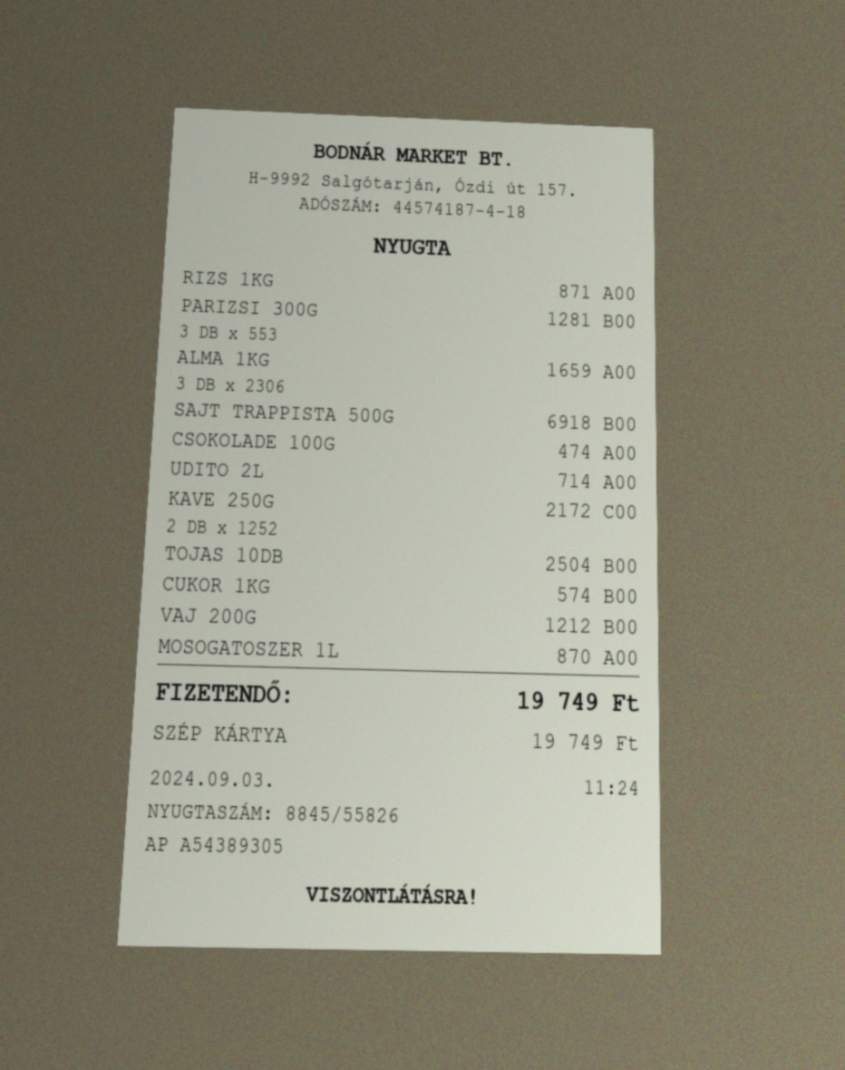 BODNÁR MARKET BT.
H-9992 Salgótarján, Ózdi út 157.
ADÓSZÁM: 44574187-4-18
NYUGTA
RIZS 1KG 871 A00
PARIZSI 300G 1281 B00
3 DB x 553
ALMA 1KG 1659 A00
3 DB x 2306
SAJT TRAPPISTA 500G 6918 B00
CSOKOLADE 100G 474 A00
UDITO 2L 714 A00
KAVE 250G 2172 C00
2 DB x 1252
TOJAS 10DB 2504 B00
CUKOR 1KG 574 B00
VAJ 200G 1212 B00
MOSOGATOSZER 1L 870 A00
FIZETENDŐ: 19 749 Ft
SZÉP KÁRTYA 19 749 Ft
2024.09.03. 11:24
NYUGTASZÁM: 8845/55826
AP A54389305
VISZONTLÁTÁSRA!